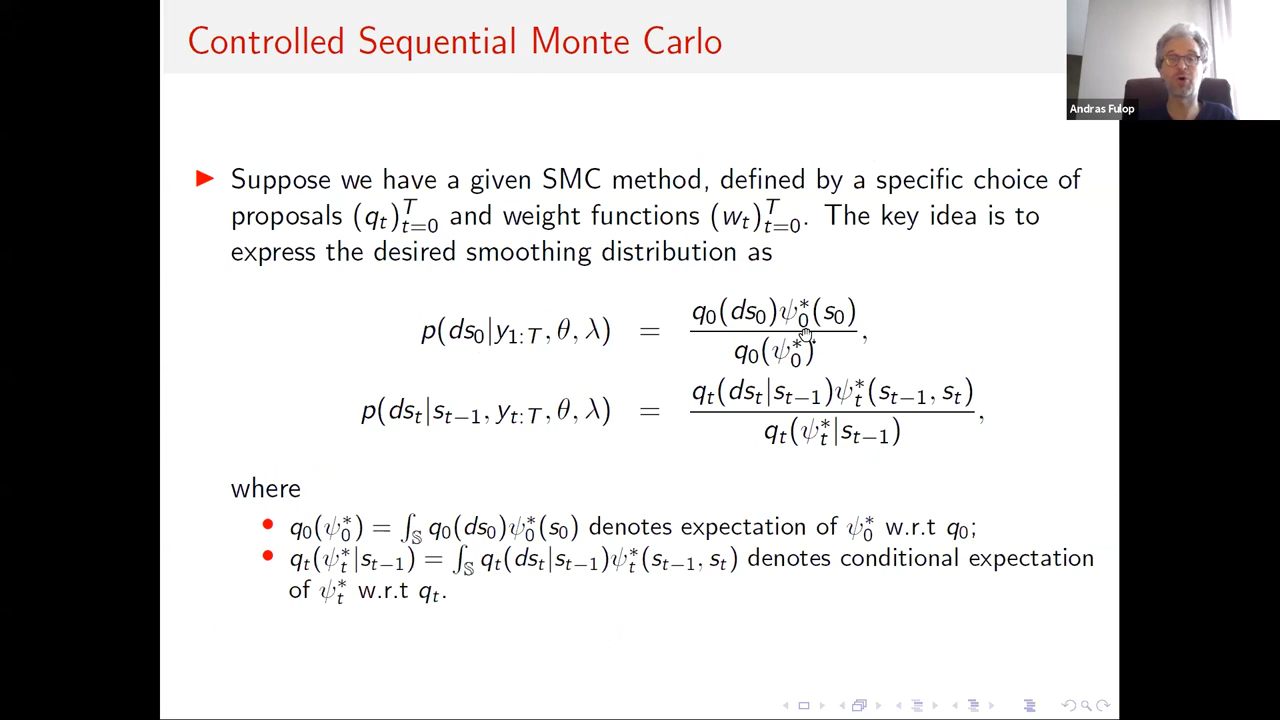 Controlled Sequential Monte Carlo
Andras Fulop
▶ Suppose we have a given SMC method, defined by a specific choice of
proposals (q_t)_{t=0}^T and weight functions (w_t)_{t=0}^T. The key idea is to
express the desired smoothing distribution as
p(ds_0|y_{1:T}, θ, λ) = \frac{q_0(ds_0)ψ_0^*(s_0)}{q_0(ψ_0^*)},
p(ds_t|s_{t−1}, y_{t:T}, θ, λ) = \frac{q_t(ds_t|s_{t−1})ψ_t^*(s_{t−1}, s_t)}{q_t(ψ_t^*|s_{t−1})},
where
• q_0(ψ_0^*) = ∫_𝕊 q_0(ds_0)ψ_0^*(s_0) denotes expectation of ψ_0^* w.r.t q_0;
• q_t(ψ_t^*|s_{t−1}) = ∫_𝕊 q_t(ds_t|s_{t−1})ψ_t^*(s_{t−1}, s_t) denotes conditional expectation
of ψ_t^* w.r.t q_t.